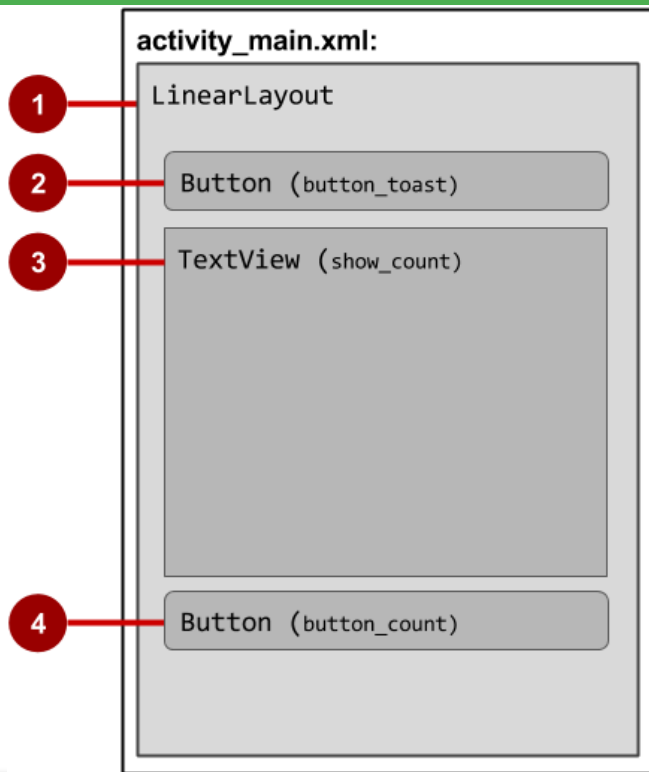 activity_main.xml:
1
LinearLayout
2
Button (button_toast)
3
TextView (show_count)
4
Button (button_count)